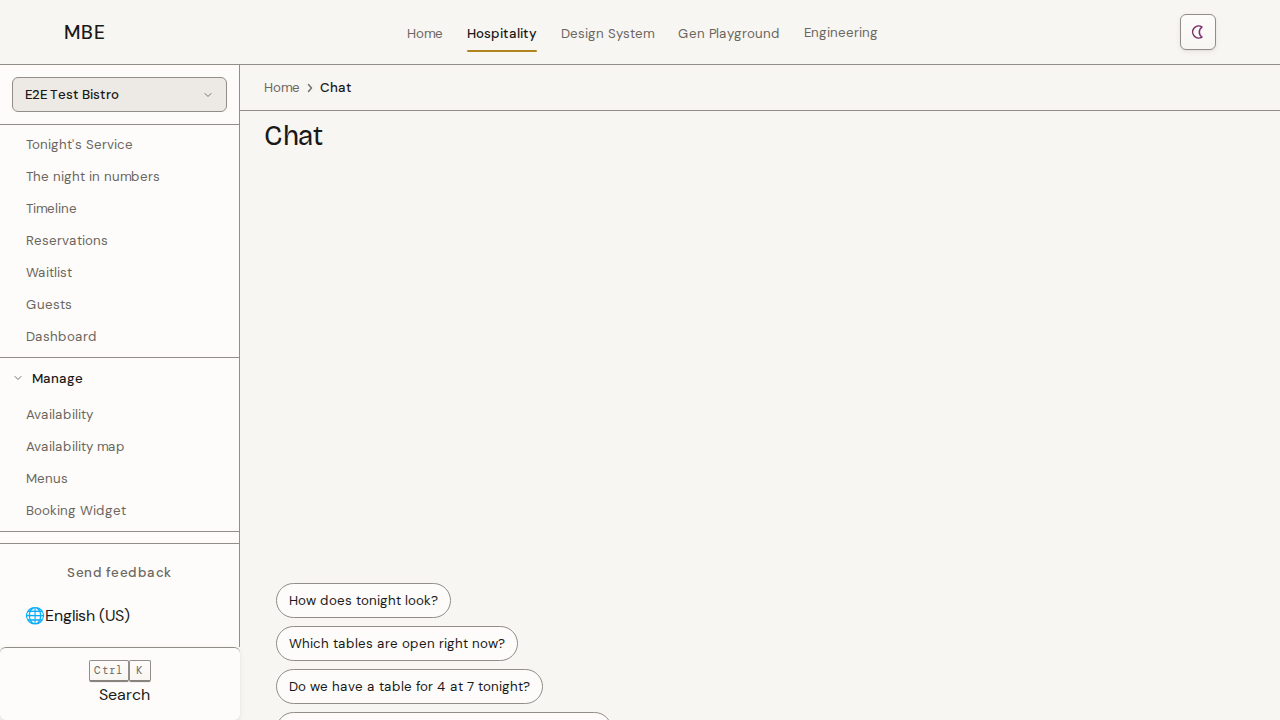 MBE
Home
Hospitality
Design System
Gen Playground
Engineering
E2E Test Bistro
Tonight's Service
The night in numbers
Timeline
Reservations
Waitlist
Guests
Dashboard
Manage
Availability
Availability map
Menus
Booking Widget
Send feedback
English (US)
Ctrl K
Search
Home Chat
Chat
How does tonight look?
Which tables are open right now?
Do we have a table for 4 at 7 tonight?